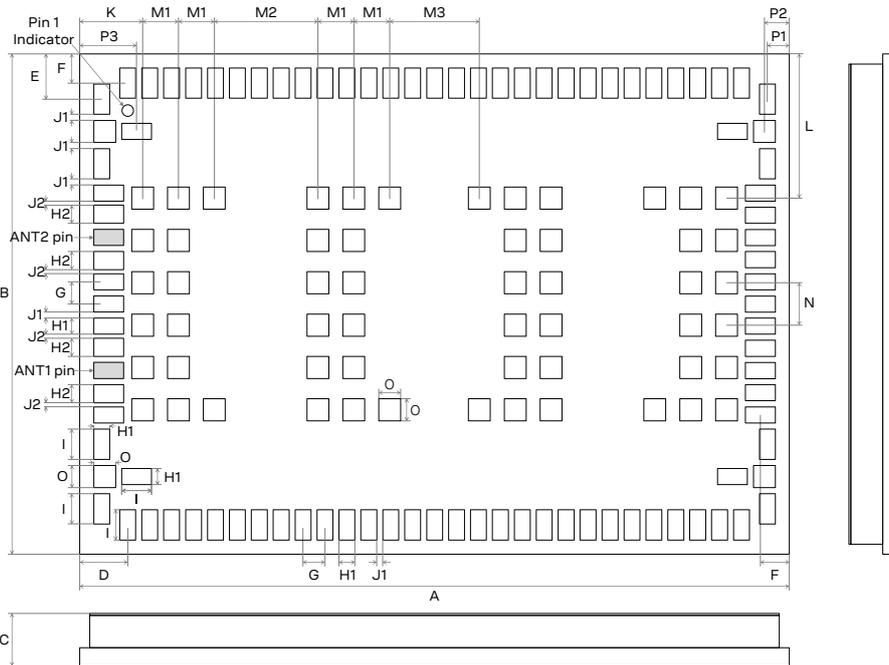 K M1 M1 M2 M1 M1 M3 P2
Pin 1
Indicator
P3 P1
F
E
L
J1
J1
J1
J2
H2
ANT2 pin
H2
J2
B
G
N
J1
H1
J2
H2
ANT1 pin
H2
O
J2
O
H1
I
O
O
H1
I
I
I
D G H1 J1 F
A
C